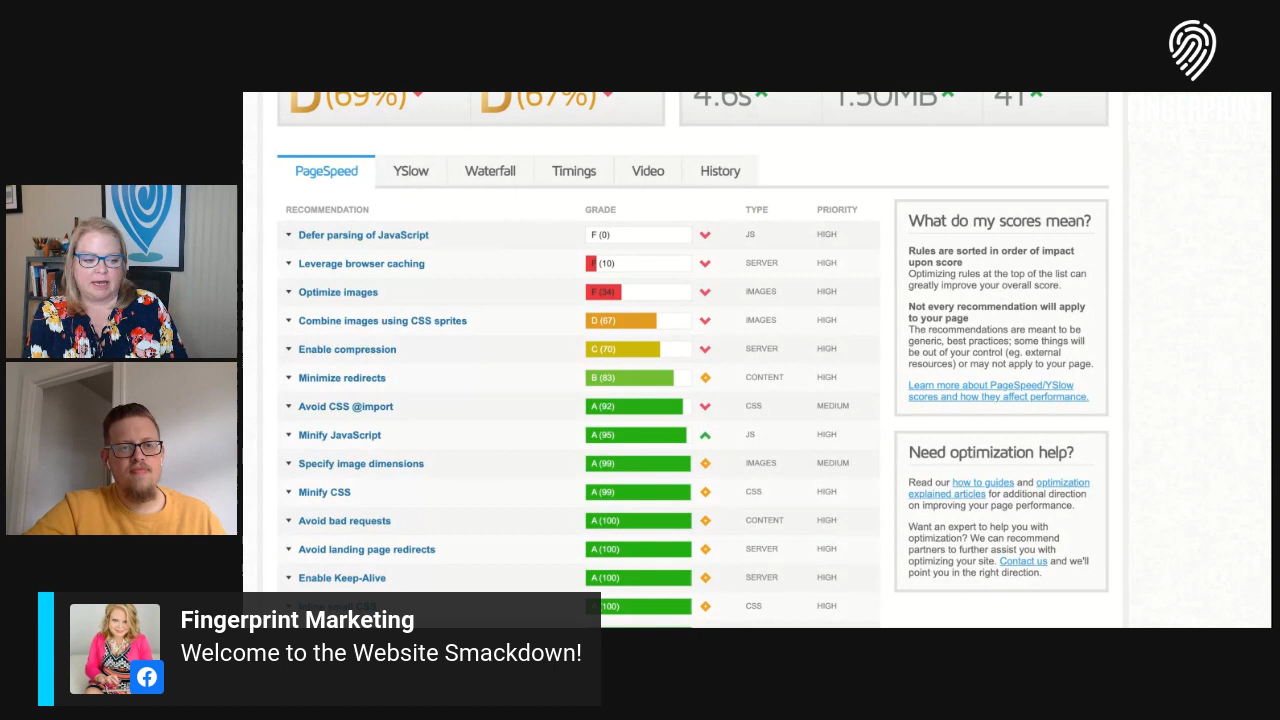 D(69%) D(67%) 4.6s 1.50MB 41
FINGERPRINT
PageSpeed YSlow Waterfall Timings Video History
RECOMMENDATION GRADE TYPE PRIORITY
Defer parsing of JavaScript F (0) JS HIGH
Leverage browser caching F (10) SERVER HIGH
Optimize images F (34) IMAGES HIGH
Combine images using CSS sprites D (67) IMAGES HIGH
Enable compression C (70) SERVER HIGH
Minimize redirects B (83) CONTENT HIGH
Avoid CSS @import A (92) CSS MEDIUM
Minify JavaScript A (95) JS HIGH
Specify image dimensions A (99) IMAGES MEDIUM
Minify CSS A (99) CSS HIGH
Avoid bad requests A (100) CONTENT HIGH
Avoid landing page redirects A (100) SERVER HIGH
Enable Keep-Alive A (100) SERVER HIGH
Inline small CSS (100) CSS HIGH
What do my scores mean?
Rules are sorted in order of impact
upon score
Optimizing rules at the top of the list can
greatly improve your overall score.
Not every recommendation will apply
to your page
The recommendations are meant to be
generic, best practices; some things will
be out of your control (eg. external
resources) or may not apply to your page.
Learn more about PageSpeed/YSlow
scores and how they affect performance.
Need optimization help?
Read our how to guides and optimization
explained articles for additional direction
on improving your page performance.
Want an expert to help you with
optimization? We can recommend
partners to further assist you with
optimizing your site. Contact us and we'll
point you in the right direction.
Fingerprint Marketing
Welcome to the Website Smackdown!